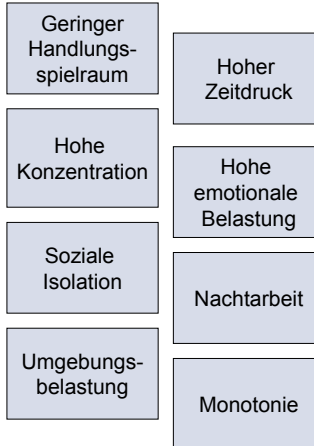 Geringer
Handlungs-
spielraum
Hohe
Konzentration
Soziale
Isolation
Umgebungs-
belastung
Hoher
Zeitdruck
Hohe
emotionale
Belastung
Nachtarbeit
Monotonie